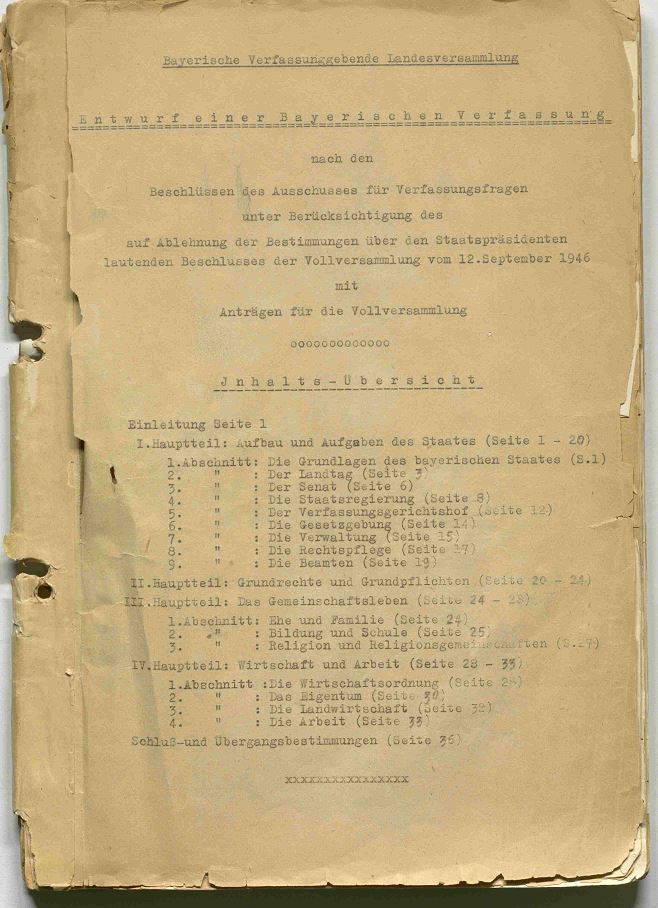 Bayerische Verfassunggebende Landesversammlung
Entwurf einer Bayerischen Verfassung
nach den
Beschlüssen des Ausschusses für Verfassungsfragen
unter Berücksichtigung des
auf Ablehnung der Bestimmungen über den Staatspräsidenten
lautenden Beschlusses der Vollversammlung vom 12.September 1946
mit
Anträgen für die Vollversammlung
ooooooooooooo
Jnhalts-Übersicht
Einleitung Seite 1
I.Hauptteil: Aufbau und Aufgaben des Staates (Seite 1 - 20)
1.Abschnitt: Die Grundlagen des bayerischen Staates (S.1)
2. " : Der Landtag (Seite 3)
3. " : Der Senat (Seite 6)
4. " : Die Staatsregierung (Seite 8)
5. " : Der Verfassungsgerichtshof (Seite 12)
6. " : Die Gesetzgebung (Seite 14)
7. " : Die Verwaltung (Seite 15)
8. " : Die Rechtspflege (Seite 17)
9. " : Die Beamten (Seite 19)
II.Hauptteil: Grundrechte und Grundpflichten (Seite 20 - 24)
III.Hauptteil: Das Gemeinschaftsleben (Seite 24 - 28)
1.Abschnitt: Ehe und Familie (Seite 24)
2. " : Bildung und Schule (Seite 25)
3. " : Religion und Religionsgemeinschaften (S.27)
IV.Hauptteil: Wirtschaft und Arbeit (Seite 28 - 33)
1.Abschnitt :Die Wirtschaftsordnung (Seite 28)
2. " : Das Eigentum (Seite 30)
3. " : Die Landwirtschaft (Seite 32)
4. " : Die Arbeit (Seite 33)
Schluß-und Übergangsbestimmungen (Seite 36)
xxxxxxxxxxxxxxxx